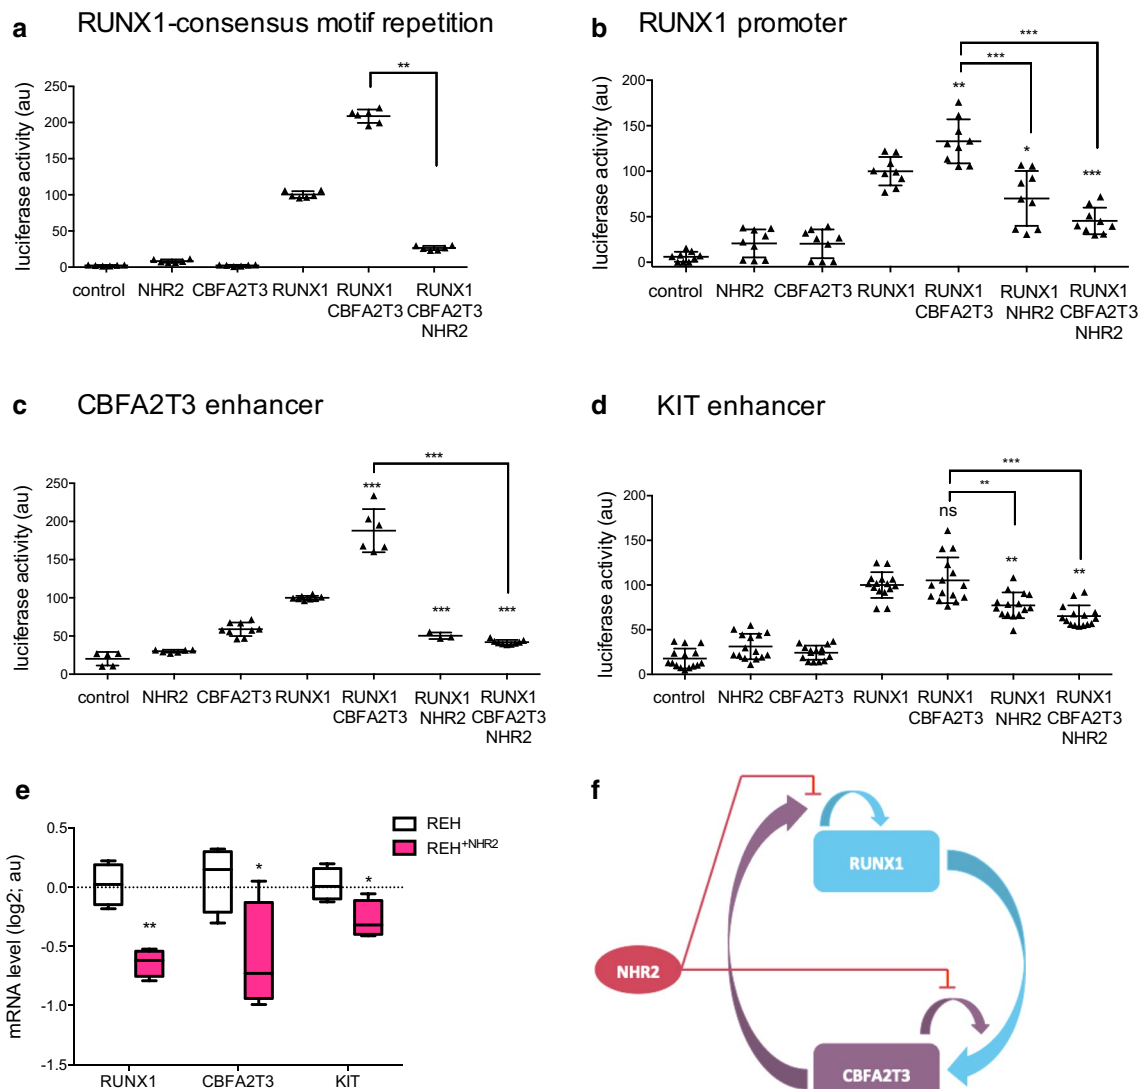 a RUNX1-consensus motif repetition
luciferase activity (au)
250
200
150
100
50
0
**
control NHR2 CBFA2T3 RUNX1 RUNX1 RUNX1
CBFA2T3 CBFA2T3
NHR2
b RUNX1 promoter
luciferase activity (au)
200
150
100
50
0
***
***
**
*
***
control NHR2 CBFA2T3 RUNX1 RUNX1 RUNX1 RUNX1
CBFA2T3 NHR2 CBFA2T3
NHR2
c CBFA2T3 enhancer
luciferase activity (au)
250
200
150
100
50
0
***
***
***
***
control NHR2 CBFA2T3 RUNX1 RUNX1 RUNX1 RUNX1
CBFA2T3 NHR2 CBFA2T3
NHR2
d KIT enhancer
luciferase activity (au)
200
150
100
50
0
***
**
ns
**
**
control NHR2 CBFA2T3 RUNX1 RUNX1 RUNX1 RUNX1
CBFA2T3 NHR2 CBFA2T3
NHR2
e
mRNA level (log2; au)
0.5
0.0
-0.5
-1.0
-1.5
REH
REH+NHR2
**
*
*
RUNX1 CBFA2T3 KIT
f
RUNX1
NHR2
CBFA2T3